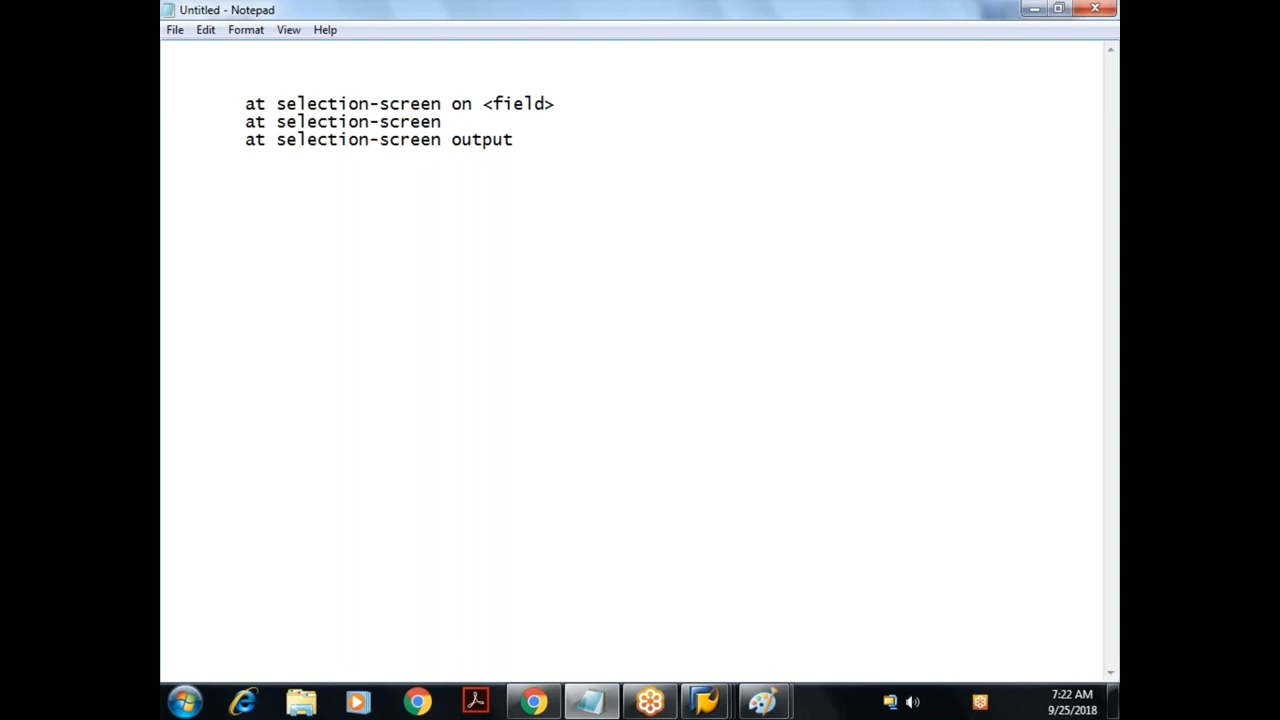 Untitled - Notepad
File Edit Format View Help
at selection-screen on <field>
at selection-screen
at selection-screen output
7:22 AM
9/25/2018